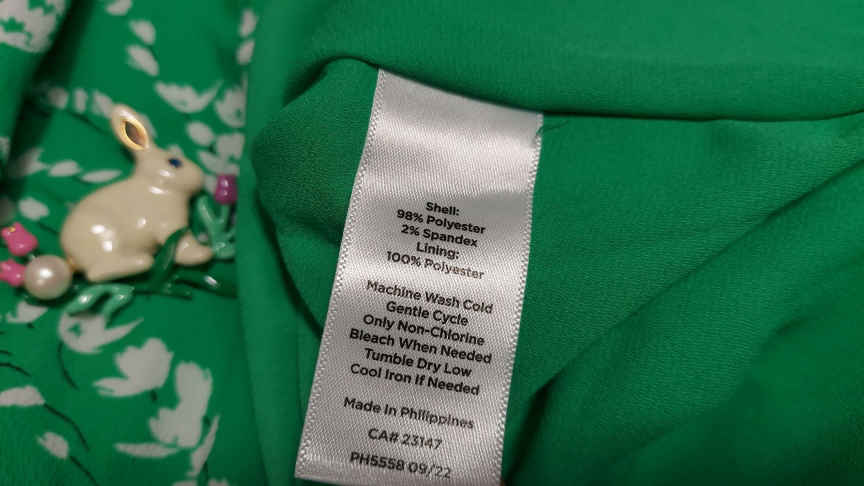 Shell:
98% Polyester
2% Spandex
Lining:
100% Polyester
Machine Wash Cold
Gentle Cycle
Only Non-Chlorine
Bleach When Needed
Tumble Dry Low
Cool Iron If Needed
Made In Philippines
CA# 23147
PH5558 09/22